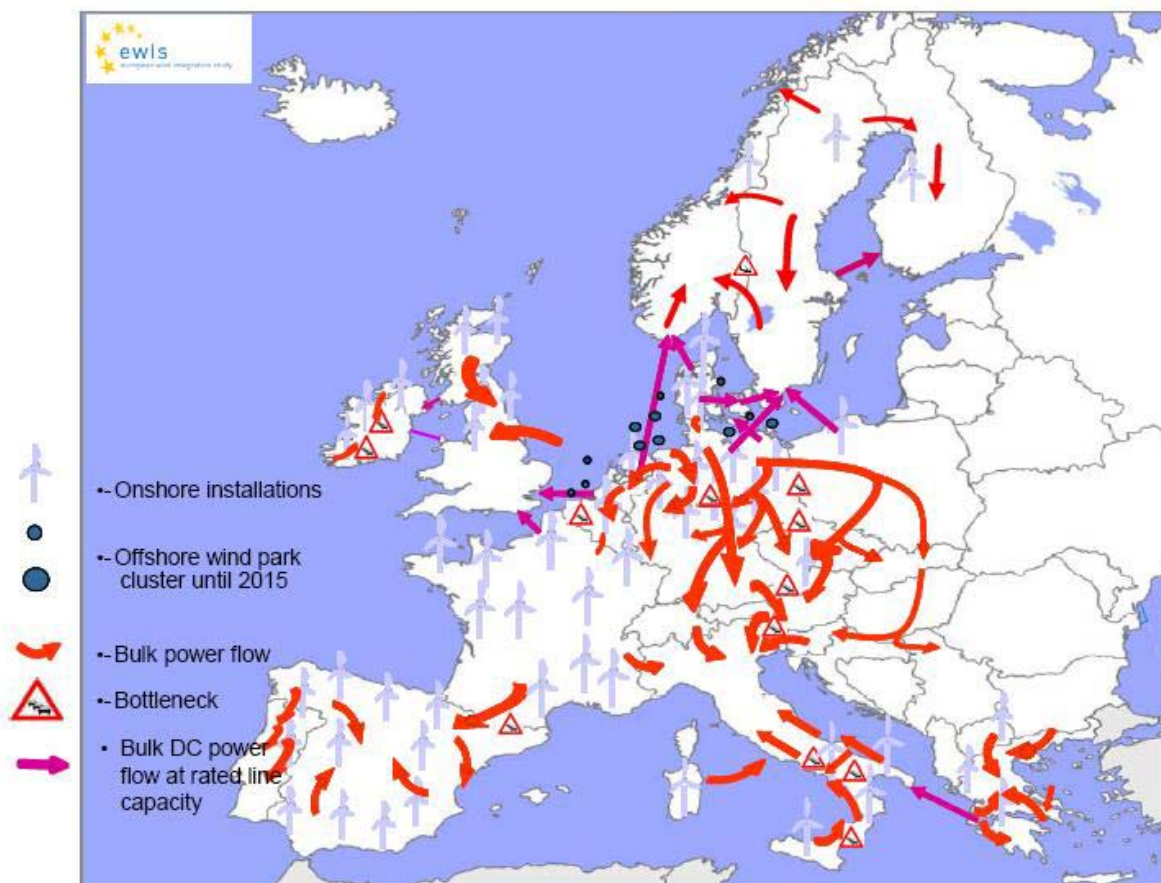 ewis
european wind integration study
•- Onshore installations
•- Offshore wind park
cluster until 2015
•- Bulk power flow
•- Bottleneck
• Bulk DC power
flow at rated line
capacity